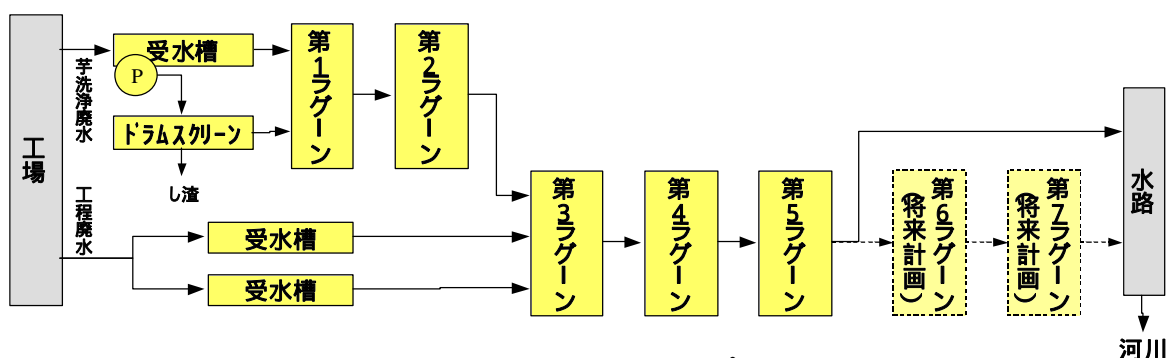 工場
芋洗浄廃水
工程廃水
受水槽
P
ドラムスクリーン
し渣
受水槽
受水槽
第1ラグーン
第2ラグーン
第3ラグーン
第4ラグーン
第5ラグーン
第6ラグーン
(将来計画)
第7ラグーン
(将来計画)
水路
河川